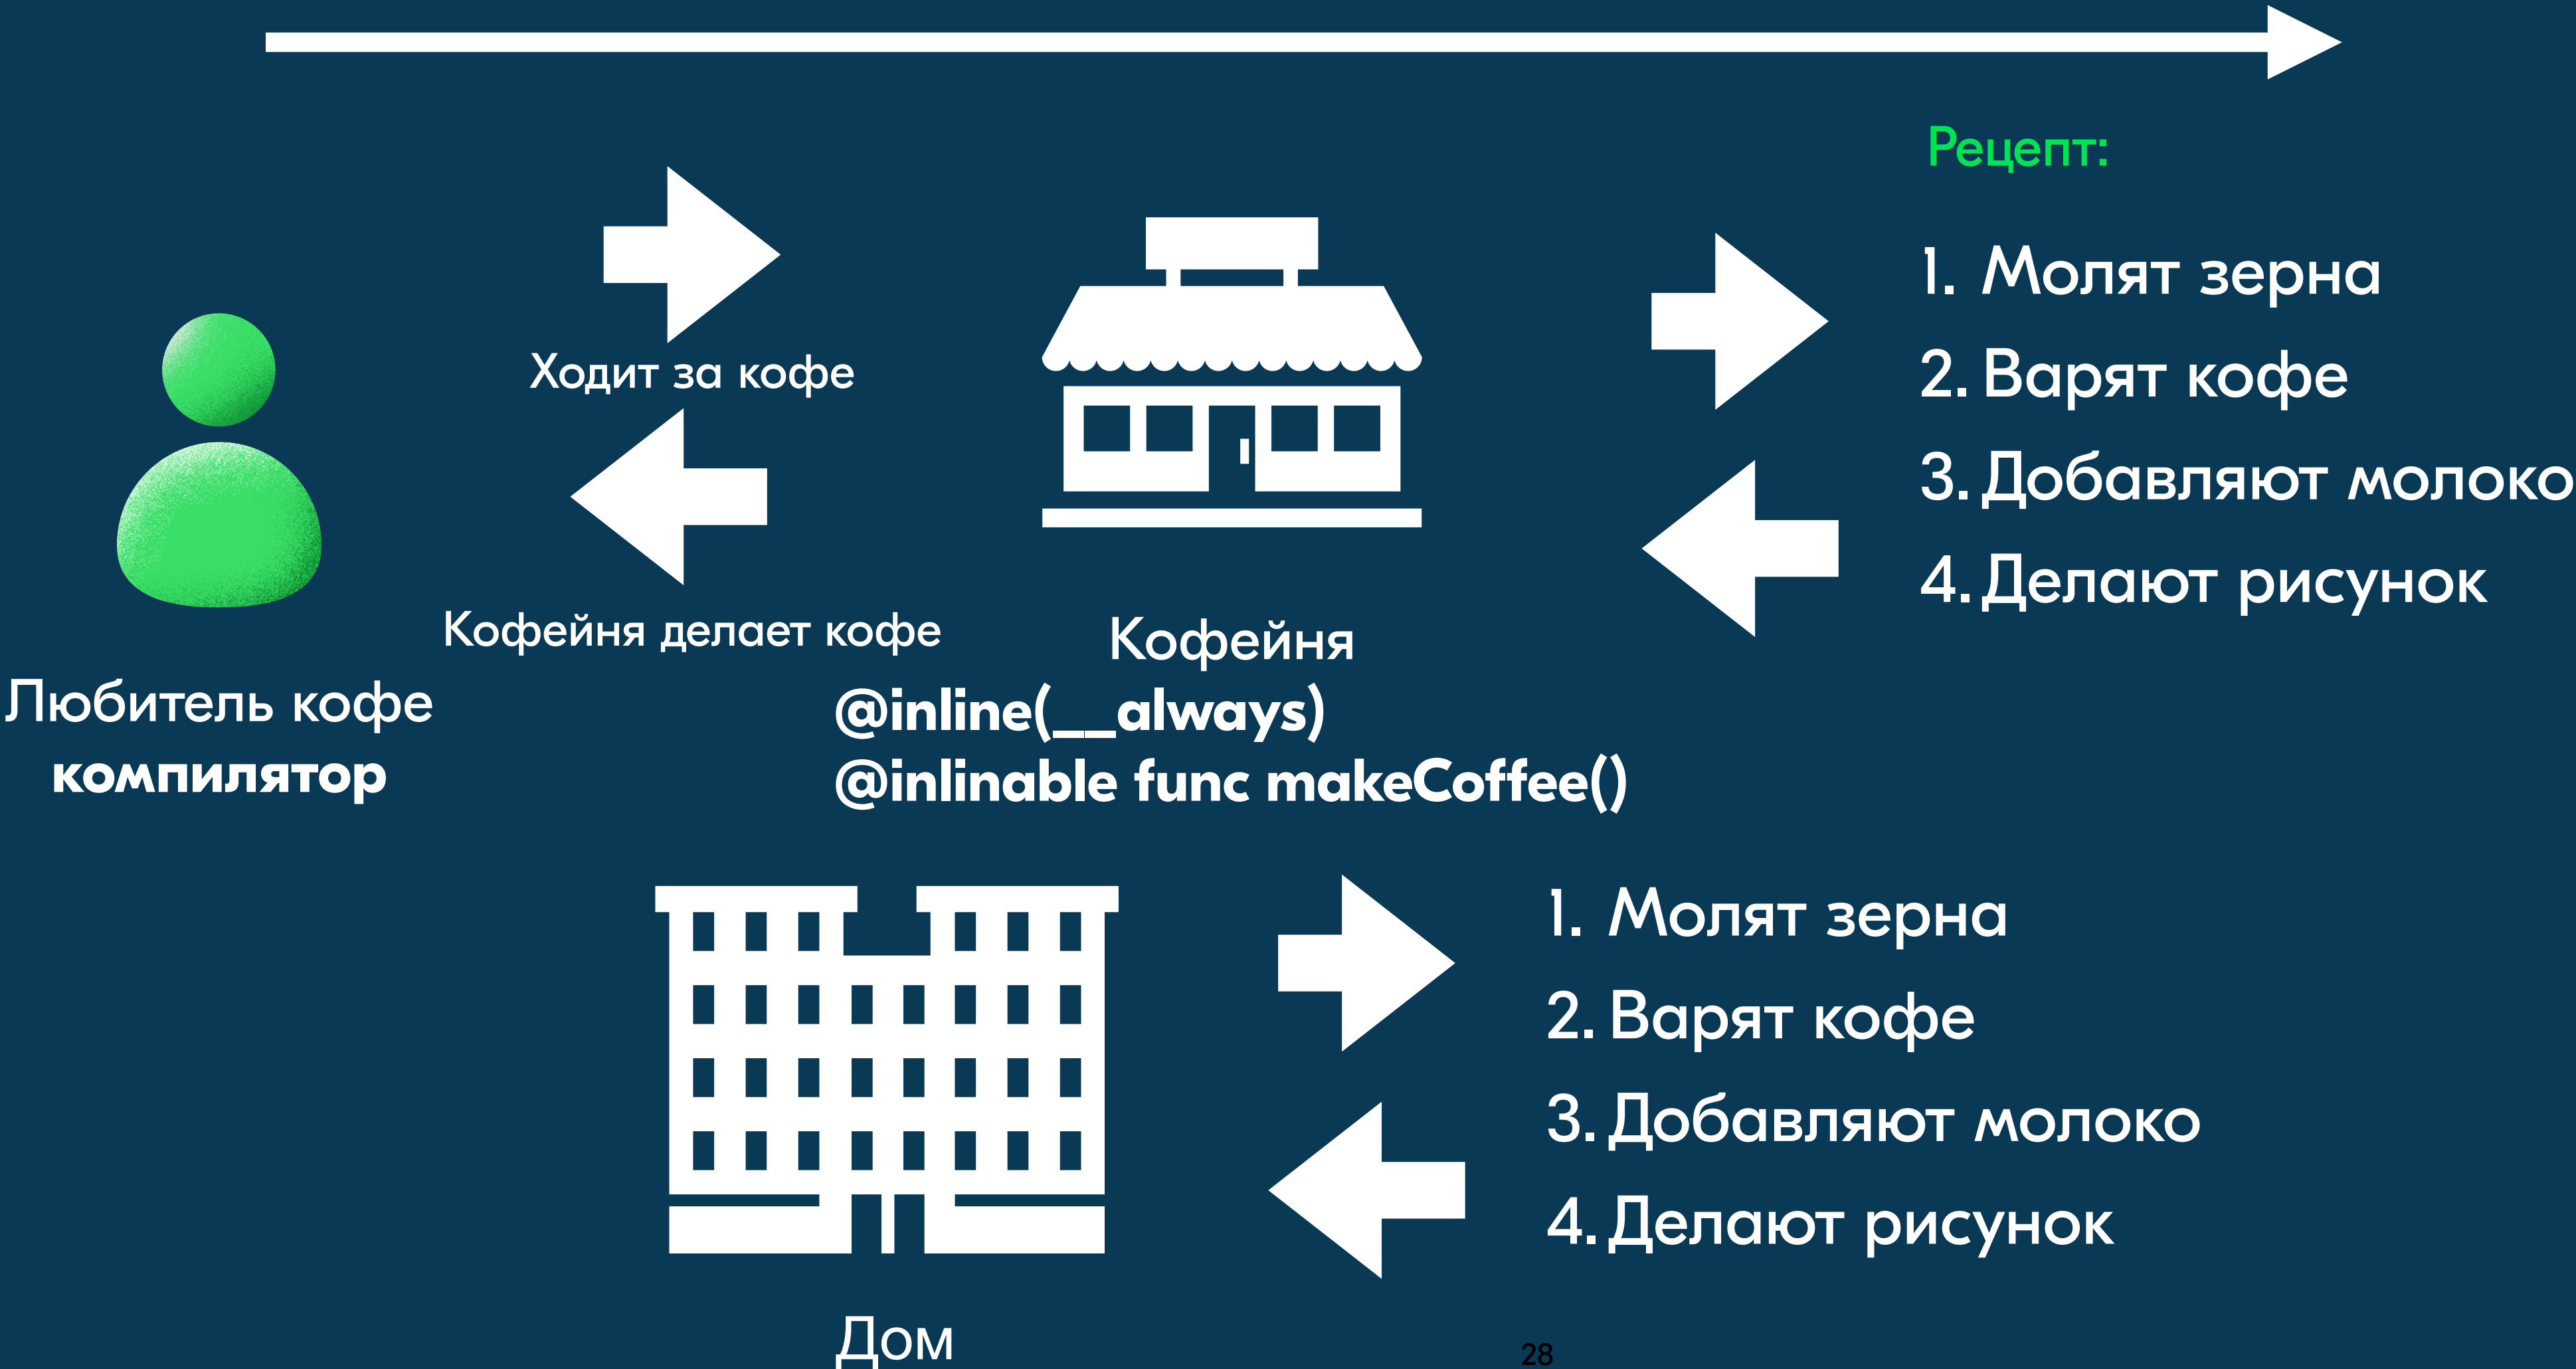 Рецепт:
1. Молят зерна
2. Варят кофе
3. Добавляют молоко
4. Делают рисунок
Ходит за кофе
Кофейня делает кофе
Любитель кофе
компилятор
Кофейня
@inline(__always)
@inlinable func makeCoffee()
1. Молят зерна
2. Варят кофе
3. Добавляют молоко
4. Делают рисунок
Дом
28